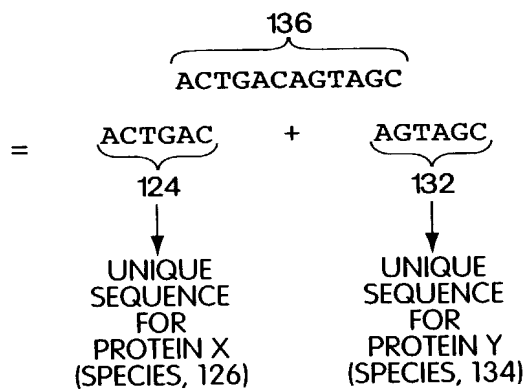 136
ACTGACAGTAGC
= ACTGAC + AGTAGC
124 132
UNIQUE SEQUENCE FOR PROTEIN X (SPECIES, 126)
UNIQUE SEQUENCE FOR PROTEIN Y (SPECIES, 134)